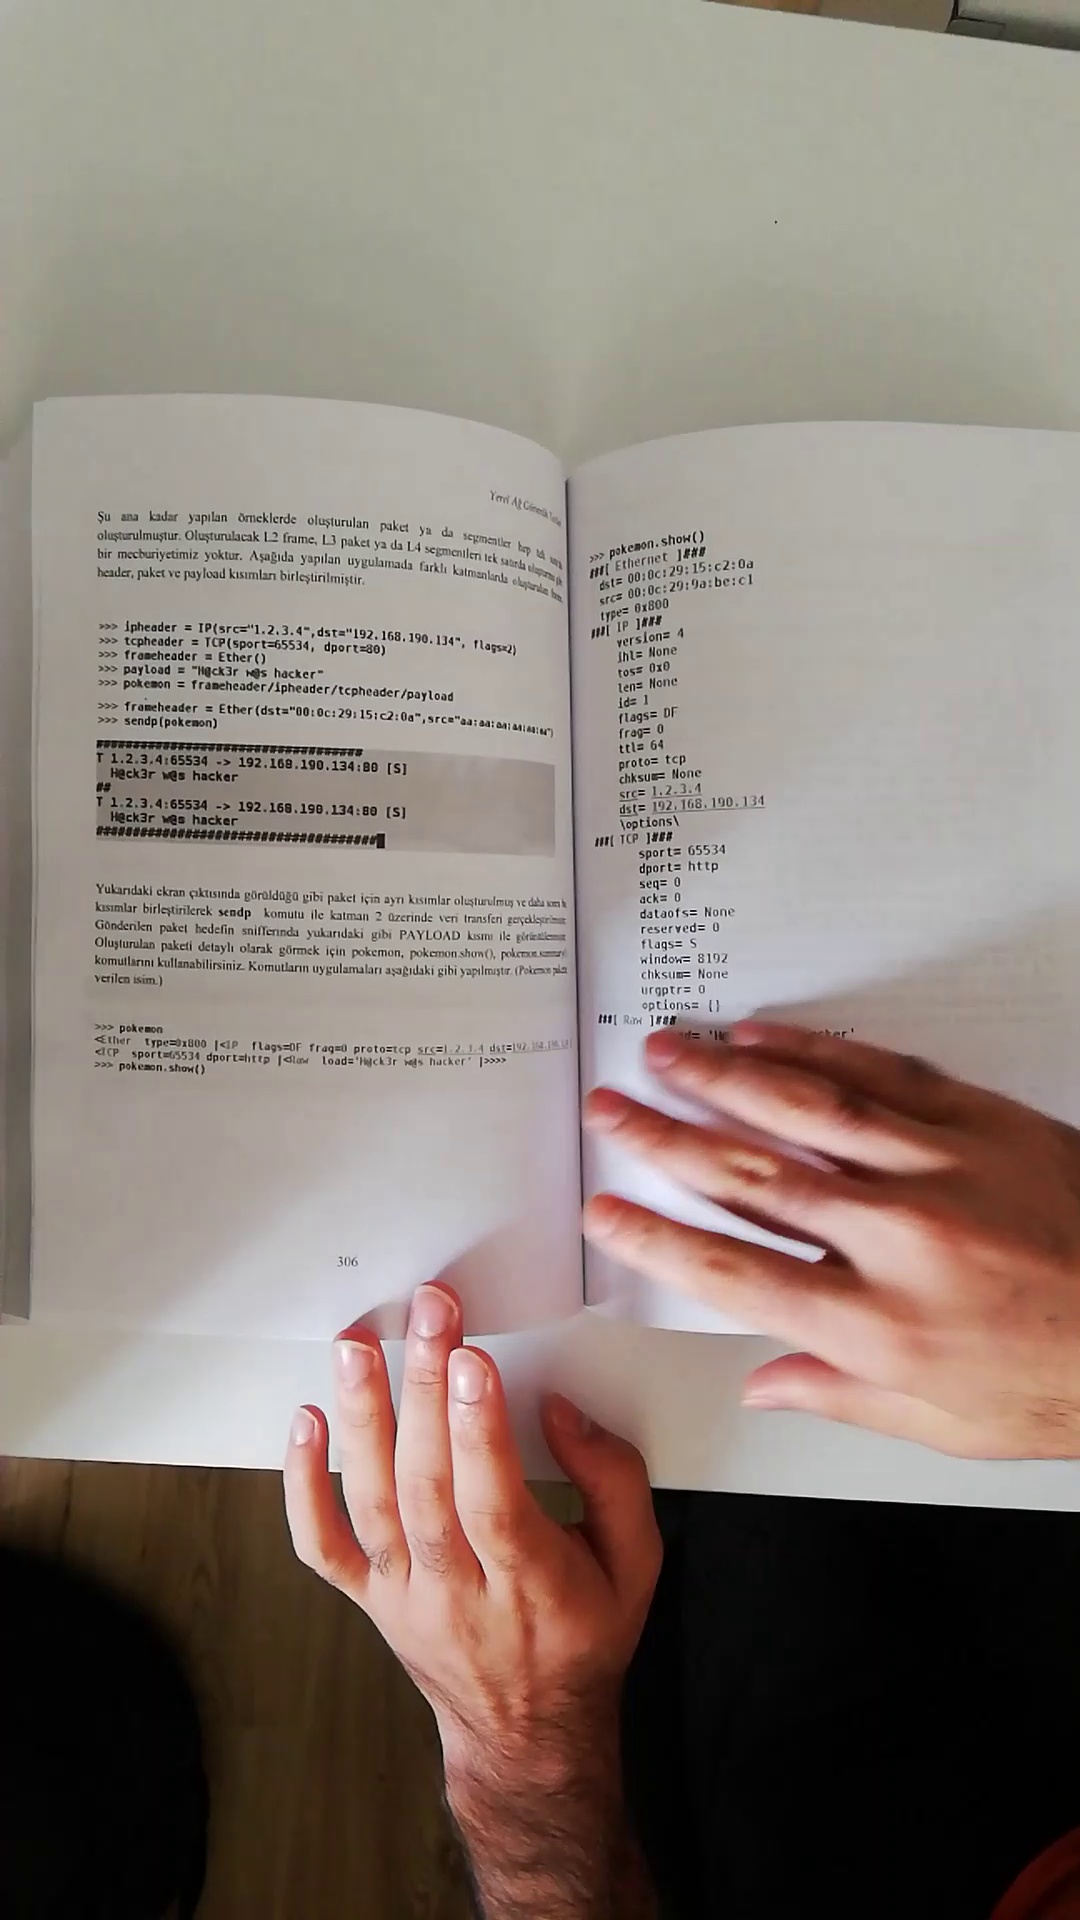 Yerel Ağ Güvenlik
Şu ana kadar yapılan örneklerde oluşturulan paket ya da segmentler hep tek
oluşturulmuştur. Oluşturulacak L2 frame, L3 paket ya da L4 segmentleri tek satırda
bir mecburiyetimiz yoktur. Aşağıda yapılan uygulamada farklı katmanlarda oluşturulan
header, paket ve payload kısımları birleştirilmiştir.
>>> ipheader = IP(src="1.2.3.4",dst="192.168.190.134", flags=2)
>>> tcpheader = TCP(sport=65534, dport=80)
>>> frameheader = Ether()
>>> payload = "H@ck3r w@s hacker"
>>> pokemon = frameheader/ipheader/tcpheader/payload
>>> frameheader = Ether(dst="00:0c:29:15:c2:0a",src="aa:aa:aa:aa:aa:aa")
>>> sendp(pokemon)
####################################
T 1.2.3.4:65534 -> 192.168.190.134:80 [S]
H@ck3r w@s hacker
##
T 1.2.3.4:65534 -> 192.168.190.134:80 [S]
H@ck3r w@s hacker
#######################################
Yukarıdaki ekran çıktısında görüldüğü gibi paket için ayrı kısımlar oluşturulmuş ve daha sonra bu
kısımlar birleştirilerek sendp komutu ile katman 2 üzerinde veri transferi gerçekleştirilmiştir.
Gönderilen paket hedefin snifferında yukarıdaki gibi PAYLOAD kısmı ile
Oluşturulan paketi detaylı olarak görmek için pokemon, pokemon.show(), pokemon.summary()
komutlarını kullanabilirsiniz. Komutların uygulamaları aşağıdaki gibi yapılmıştır. (Pokemon pakete
verilen isim.)
>>> pokemon
<Ether type=0x800 |<IP flags=DF frag=0 proto=tcp src=1.2.3.4 dst=192.168.190.134
<TCP sport=65534 dport=http |<Raw load='H@ck3r w@s hacker' |>>>>
>>> pokemon.show()
306
>>> pokemon.show()
###[ Ethernet ]###
dst= 00:0c:29:15:c2:0a
src= 00:0c:29:9a:be:c1
type= 0x800
###[ IP ]###
version= 4
ihl= None
tos= 0x0
len= None
id= 1
flags= DF
frag= 0
ttl= 64
proto= tcp
chksum= None
src= 1.2.3.4
dst= 192.168.190.134
\options\
###[ TCP ]###
sport= 65534
dport= http
seq= 0
ack= 0
dataofs= None
reserved= 0
flags= S
window= 8192
chksum= None
urgptr= 0
options= {}
###[ Raw ]###